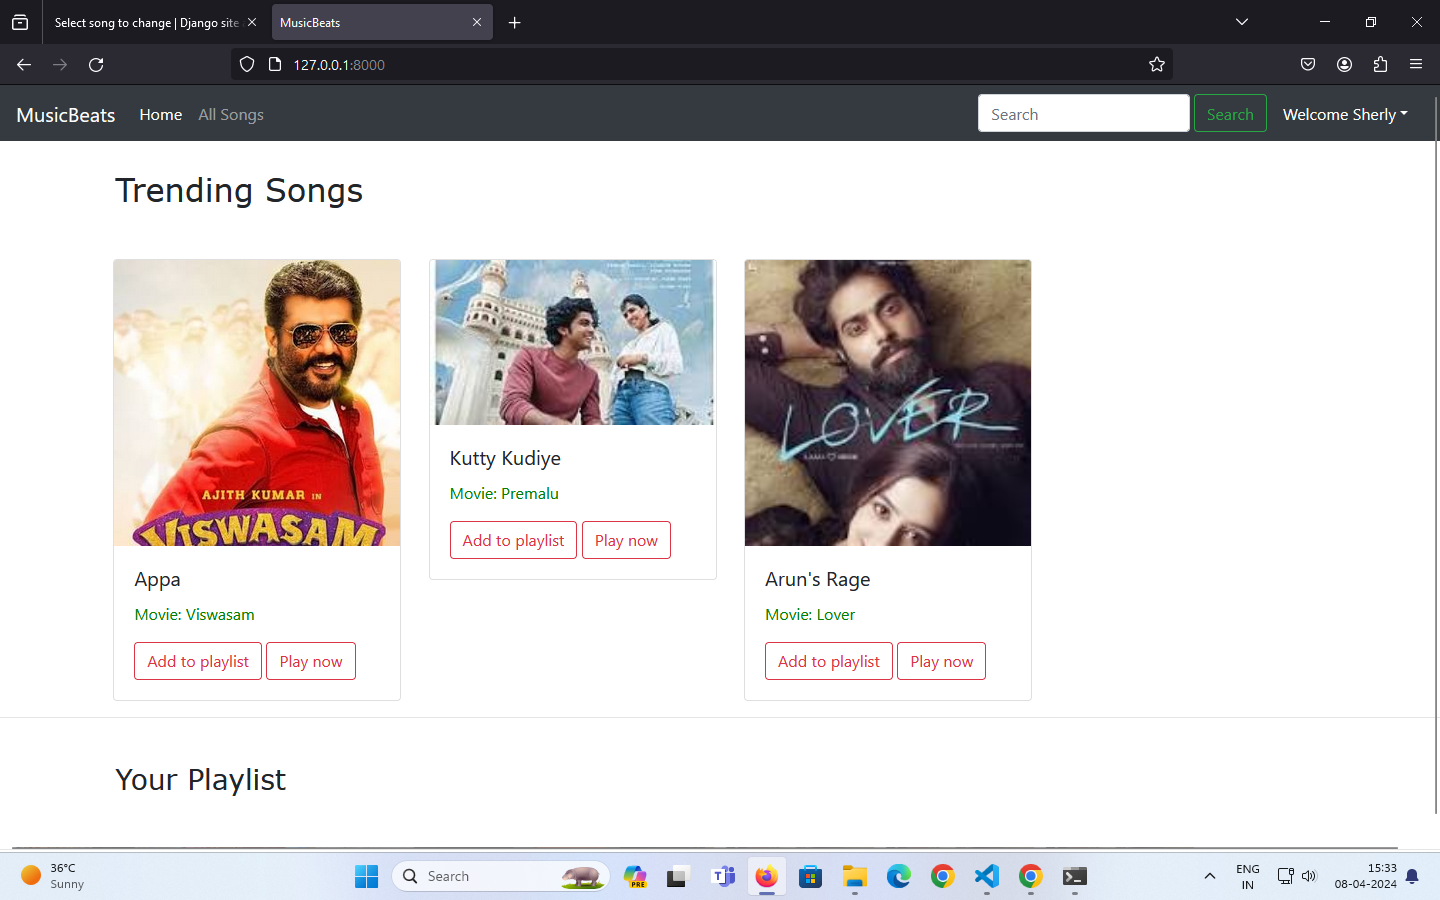 Select song to change | Django site
MusicBeats
127.0.0.1:8000
MusicBeats
Home
All Songs
Search
Search
Welcome Sherly
Trending Songs
AJITH KUMAR IN
VISWASAM
LOVER
Appa
Movie: Viswasam
Add to playlist
Play now
Kutty Kudiye
Movie: Premalu
Add to playlist
Play now
Arun's Rage
Movie: Lover
Add to playlist
Play now
Your Playlist
36°C
Sunny
Search
PRE
ENG
IN
15:33
08-04-2024